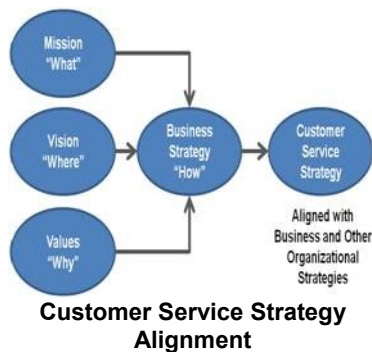 Mission
"What"
Vision
"Where"
Values
"Why"
Business
Strategy
"How"
Customer
Service
Strategy
Aligned with
Business and Other
Organizational
Strategies
Customer Service Strategy
Alignment